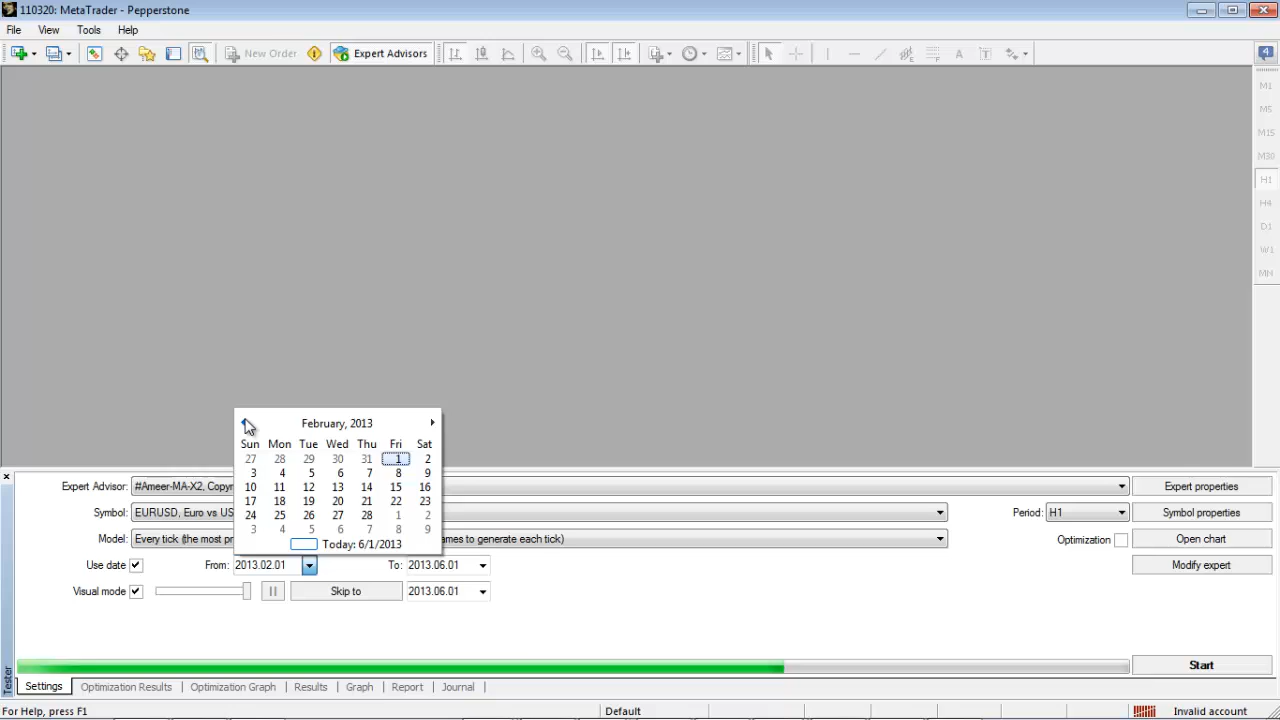 110320: MetaTrader - Pepperstone
File View Tools Help
New Order Expert Advisors 4
M1
M5
M15
M30
H1
H4
D1
W1
MN
February, 2013
Sun Mon Tue Wed Thu Fri Sat
27 28 29 30 31 1 2
3 4 5 6 7 8 9
10 11 12 13 14 15 16
17 18 19 20 21 22 23
24 25 26 27 28 1 2
3 4 5 6 7 8 9
Today: 6/1/2013
Expert Advisor: #Ameer-MA-X2, Copyr Expert properties
Symbol: EURUSD, Euro vs US Period: H1 Symbol properties
Model: Every tick (the most pr ames to generate each tick) Optimization Open chart
Use date From: 2013.02.01 To: 2013.06.01 Modify expert
Visual mode Skip to 2013.06.01
Start
Tester
Settings Optimization Results Optimization Graph Results Graph Report Journal
For Help, press F1 Default Invalid account